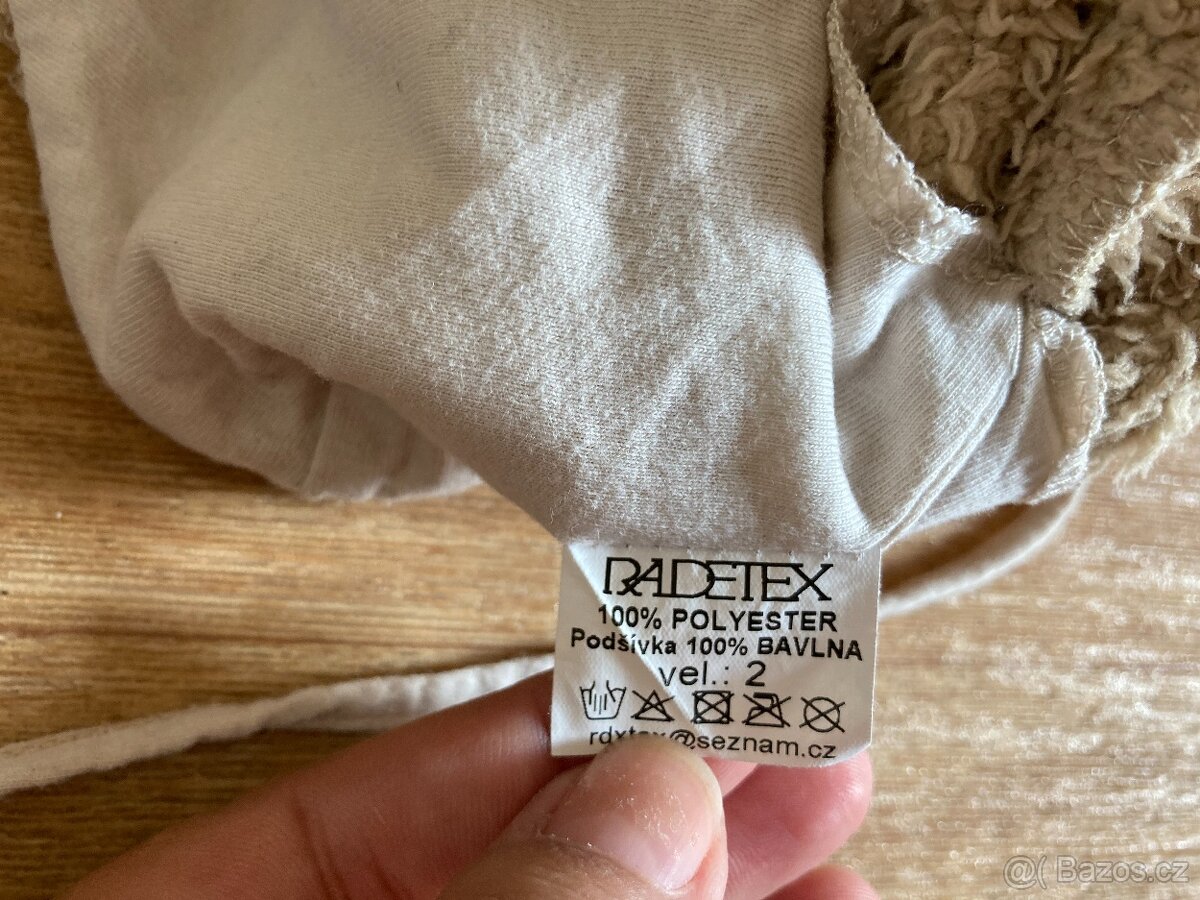 RADETEX
100% POLYESTER
Podšívka 100% BAVLNA
vel.: 2
rdxtex@seznam.cz
@( Bazos.cz